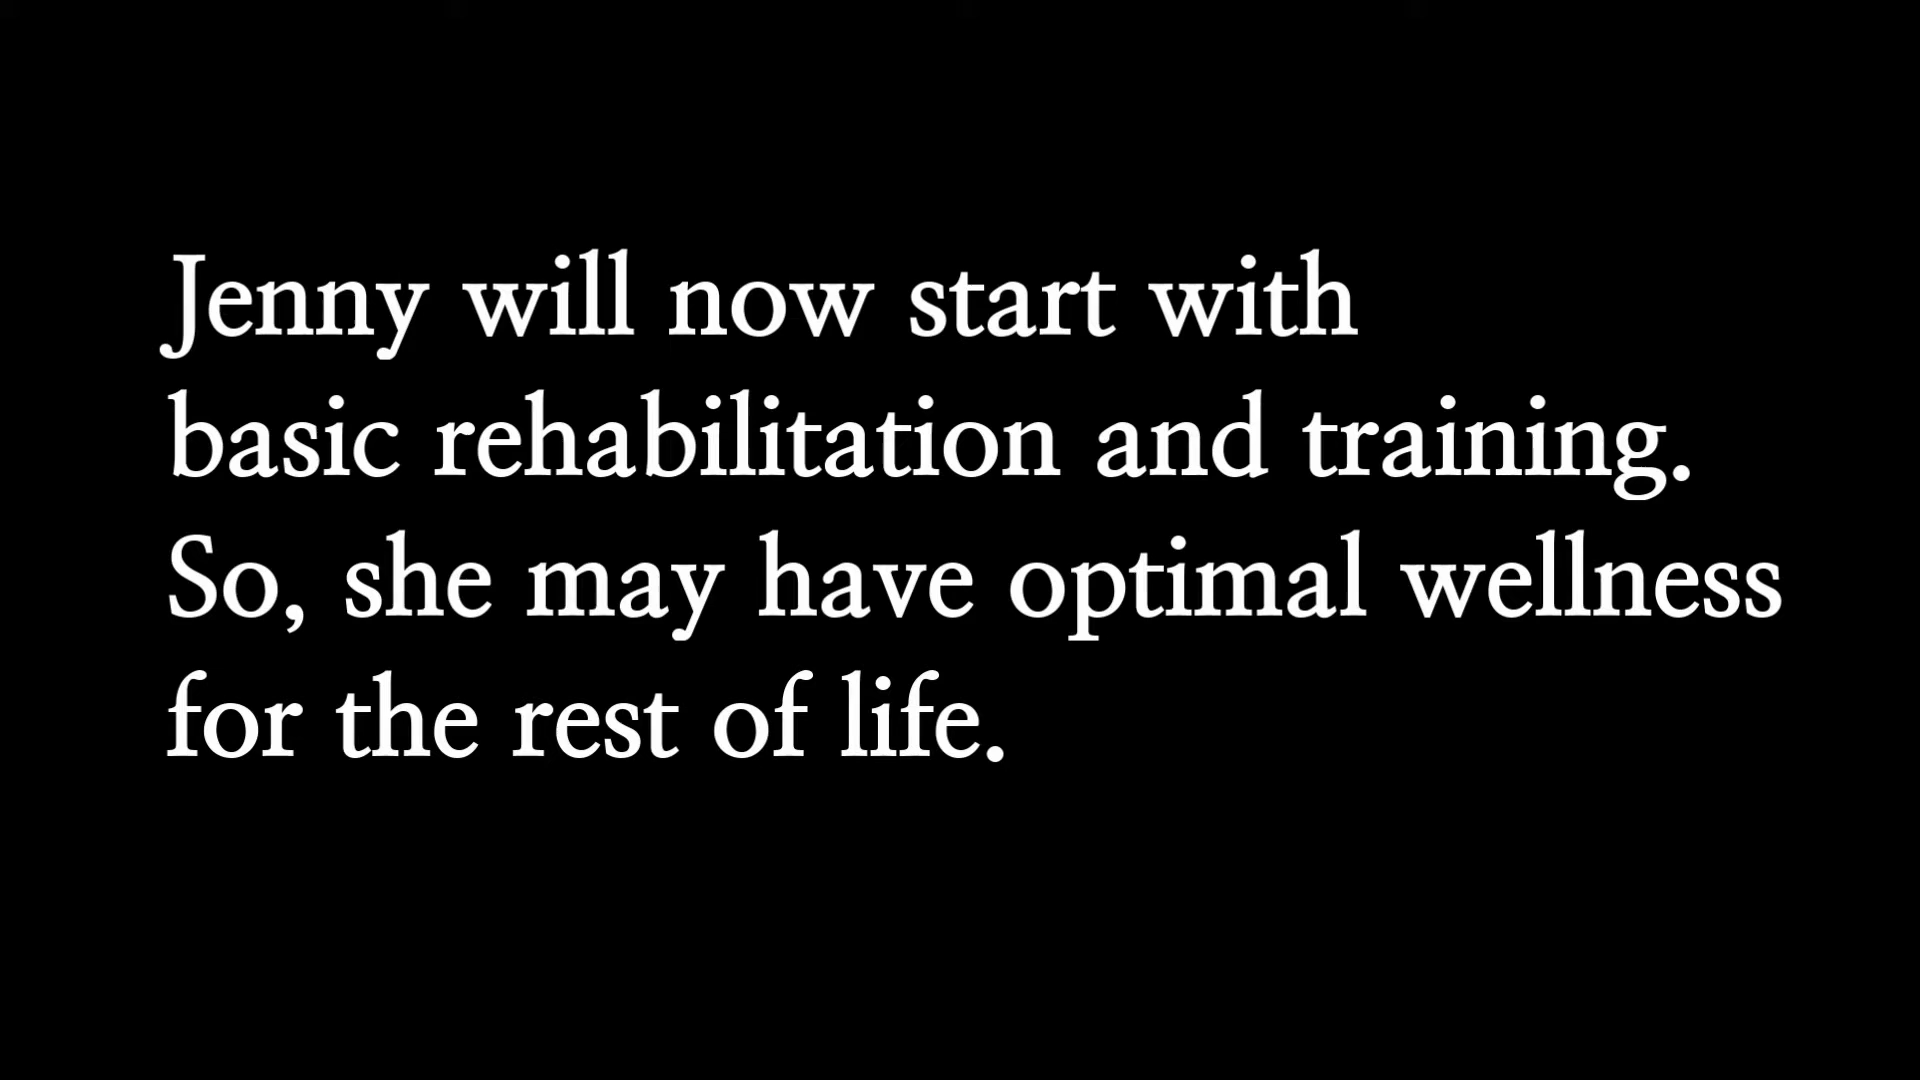 Jenny will now start with
basic rehabilitation and training.
So, she may have optimal wellness
for the rest of life.